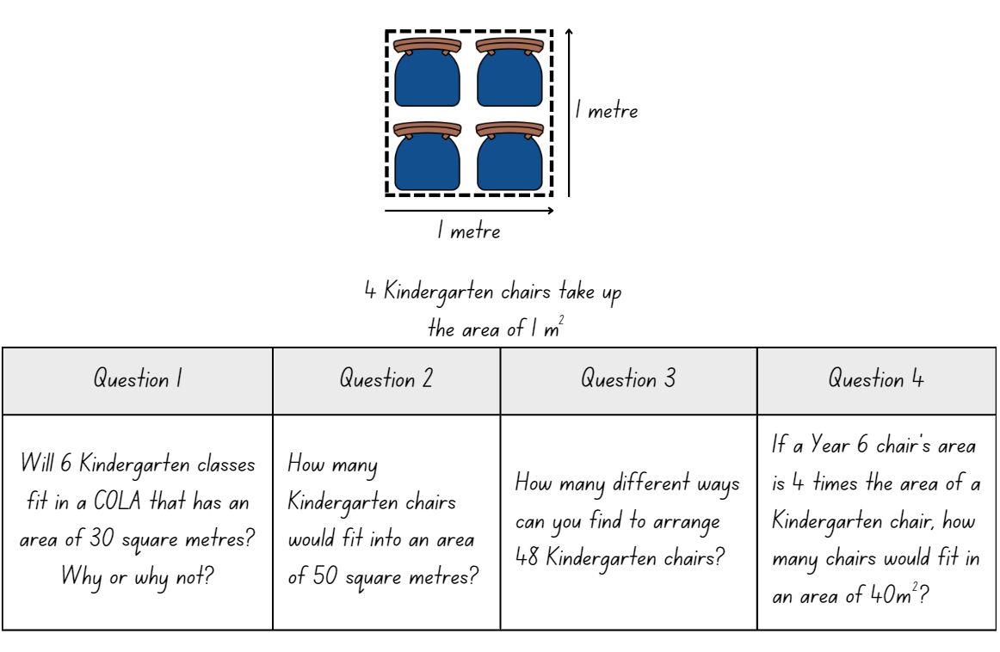 1 metre
1 metre
4 Kindergarten chairs take up
the area of 1 m²
Question 1
Question 2
Question 3
Question 4
Will 6 Kindergarten classes
fit in a COLA that has an
area of 30 square metres?
Why or why not?
How many
Kindergarten chairs
would fit into an area
of 50 square metres?
How many different ways
can you find to arrange
48 Kindergarten chairs?
If a Year 6 chair's area
is 4 times the area of a
Kindergarten chair, how
many chairs would fit in
an area of 40m²?